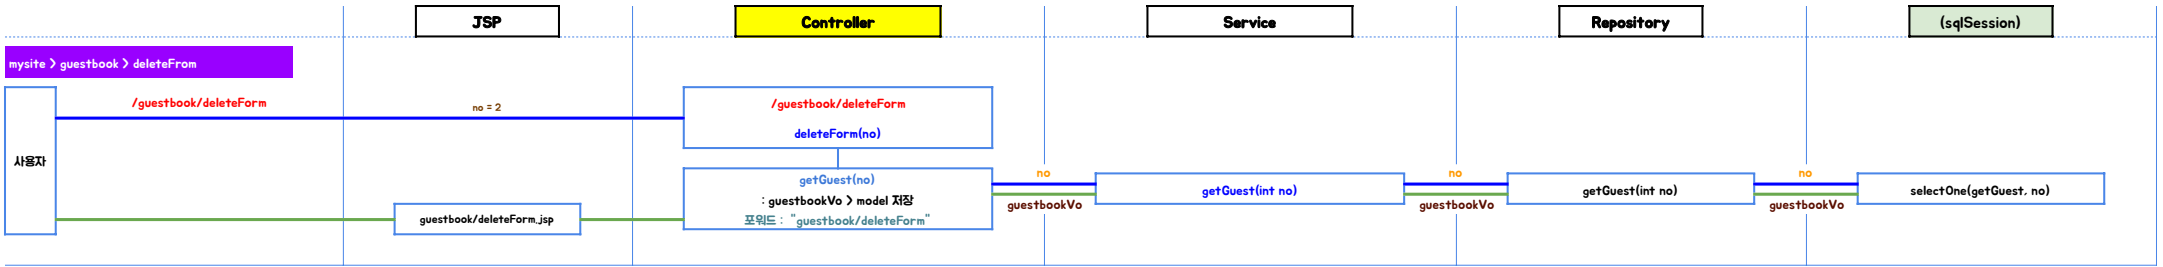 JSP
Controller
Service
Repository
(sqlSession)
mysite > guestbook > deleteFrom
사용자
/guestbook/deleteForm
no = 2
/guestbook/deleteForm
deleteForm(no)
getGuest(no)
: guestbookVo > model 저장
포워드 : "guestbook/deleteForm"
guestbook/deleteForm.jsp
no
guestbookVo
getGuest(int no)
no
guestbookVo
getGuest(int no)
no
guestbookVo
selectOne(getGuest, no)